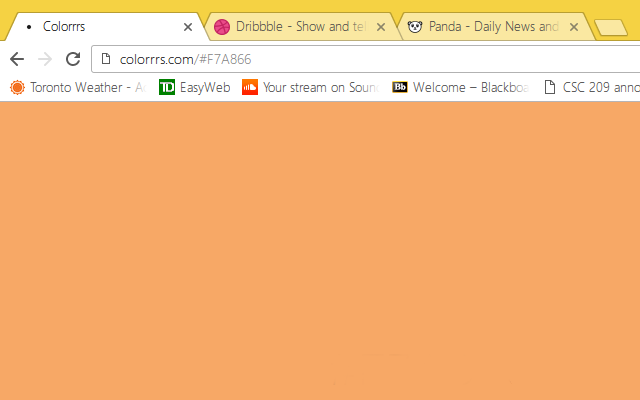 Colorrrs
Dribbble - Show and tel
Panda - Daily News and
colorrrs.com/#F7A866
Toronto Weather - A
TD EasyWeb
Your stream on Soun
Bb Welcome – Blackboa
CSC 209 anno